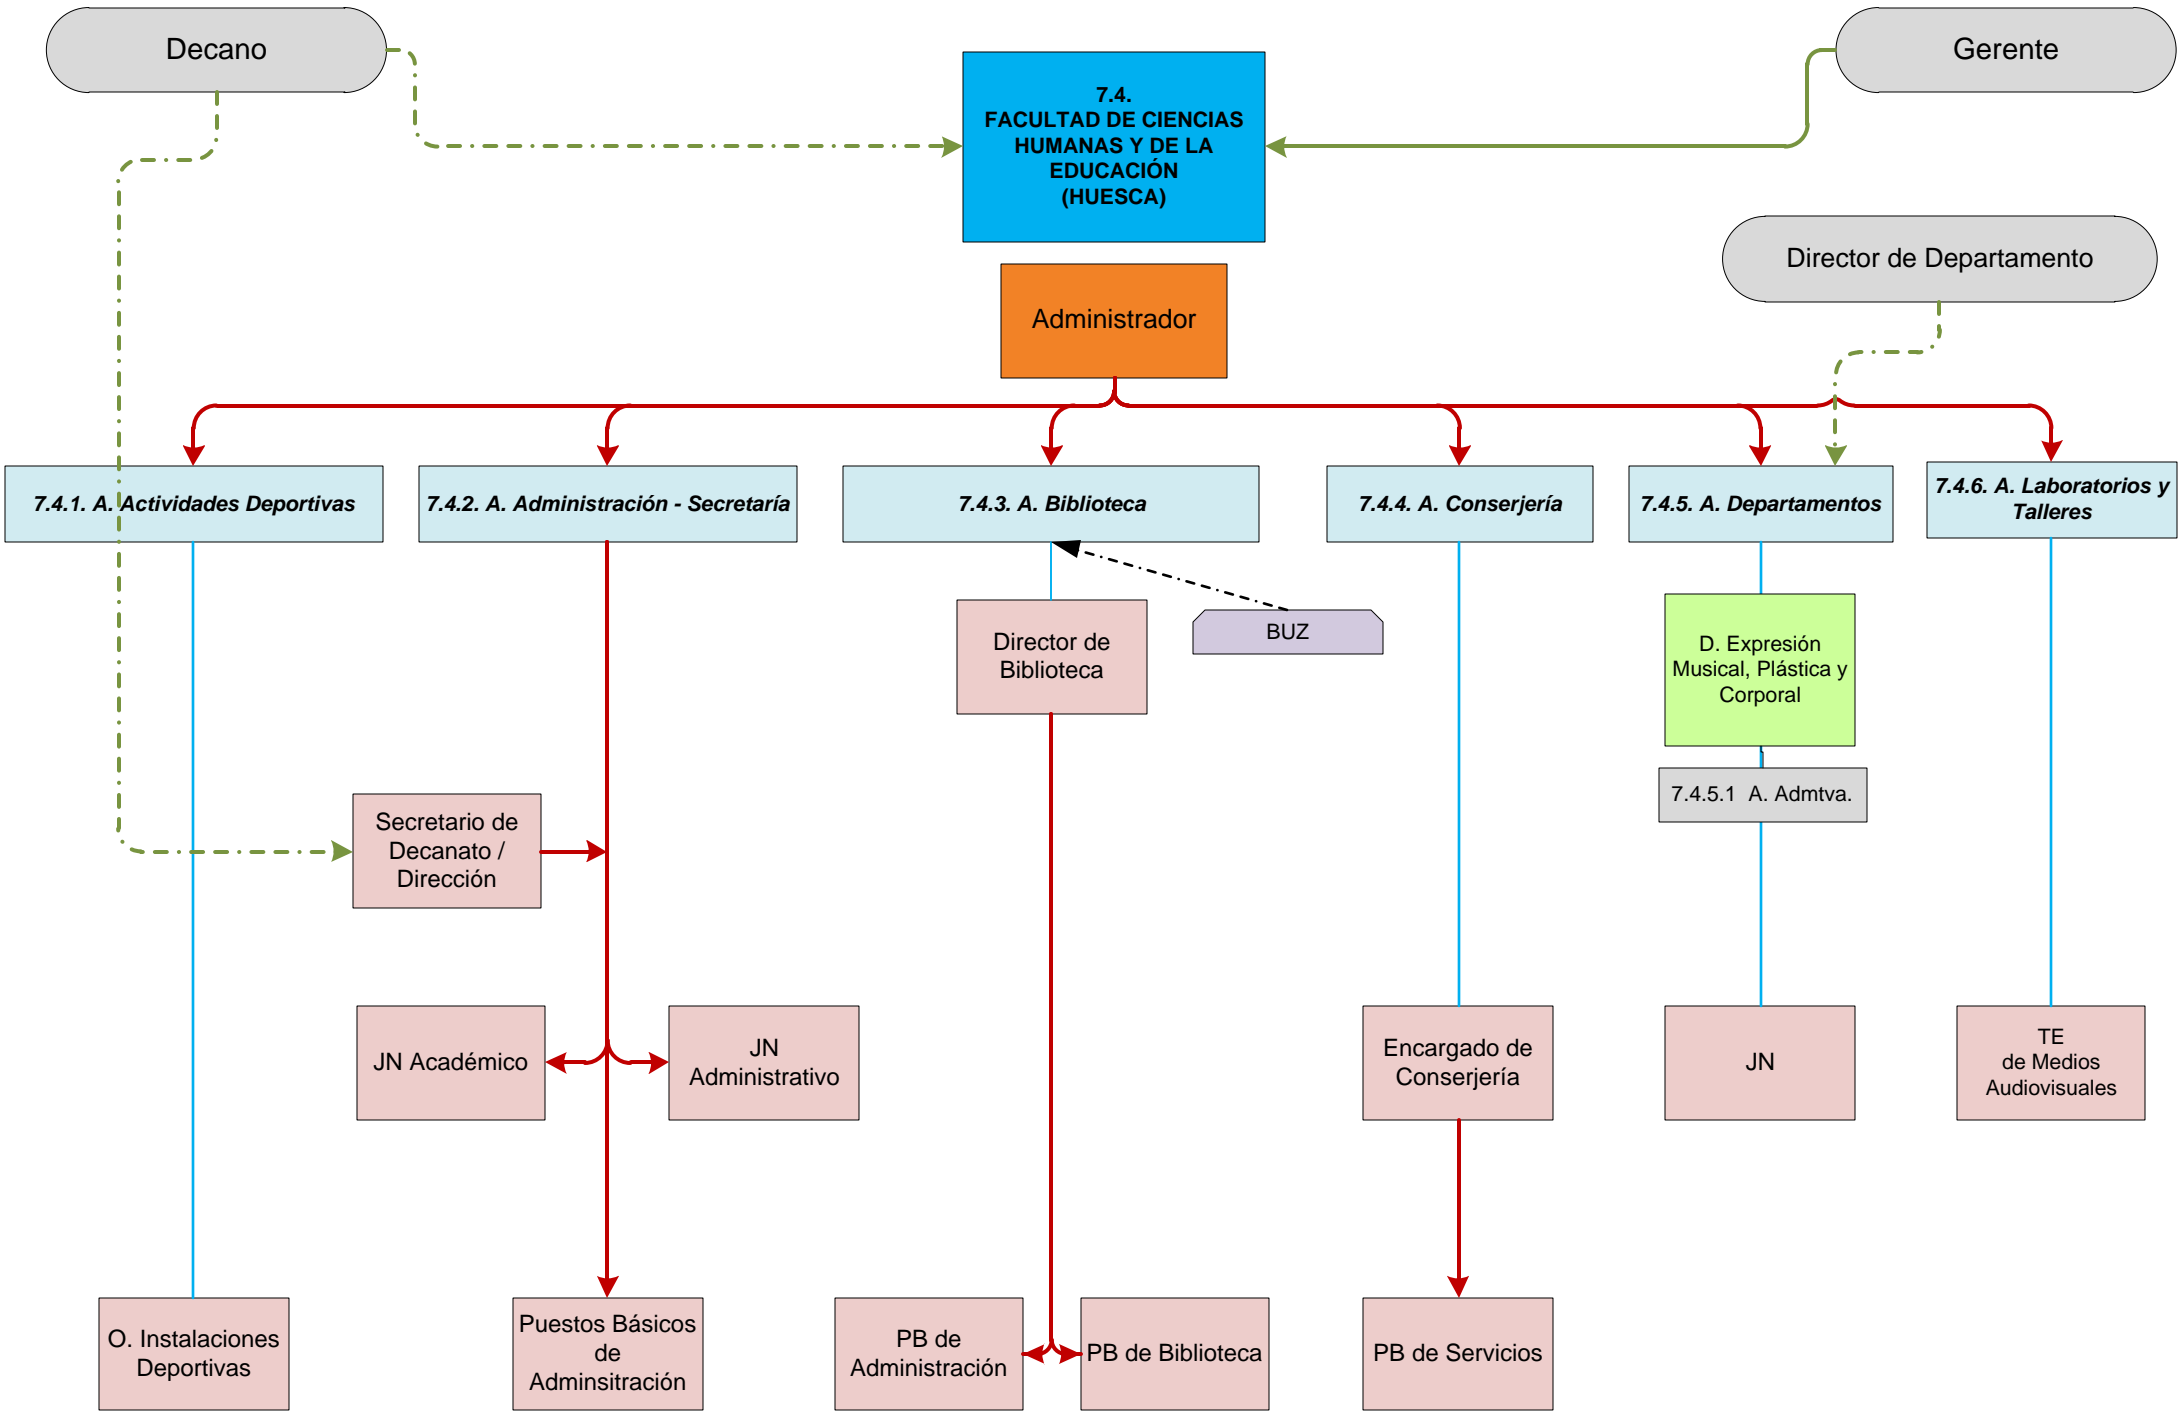 Decano
7.4.
FACULTAD DE CIENCIAS
HUMANAS Y DE LA
EDUCACIÓN
(HUESCA)
Gerente
Director de Departamento
Administrador
7.4.1. A. Actividades Deportivas
7.4.2. A. Administración - Secretaría
7.4.3. A. Biblioteca
7.4.4. A. Conserjería
7.4.5. A. Departamentos
7.4.6. A. Laboratorios y
Talleres
Director de
Biblioteca
BUZ
D. Expresión
Musical, Plástica y
Corporal
7.4.5.1 A. Admtva.
Secretario de
Decanato /
Dirección
JN Académico
JN
Administrativo
Encargado de
Conserjería
JN
TE
de Medios
Audiovisuales
O. Instalaciones
Deportivas
Puestos Básicos
de
Adminsitración
PB de
Administración
PB de Biblioteca
PB de Servicios